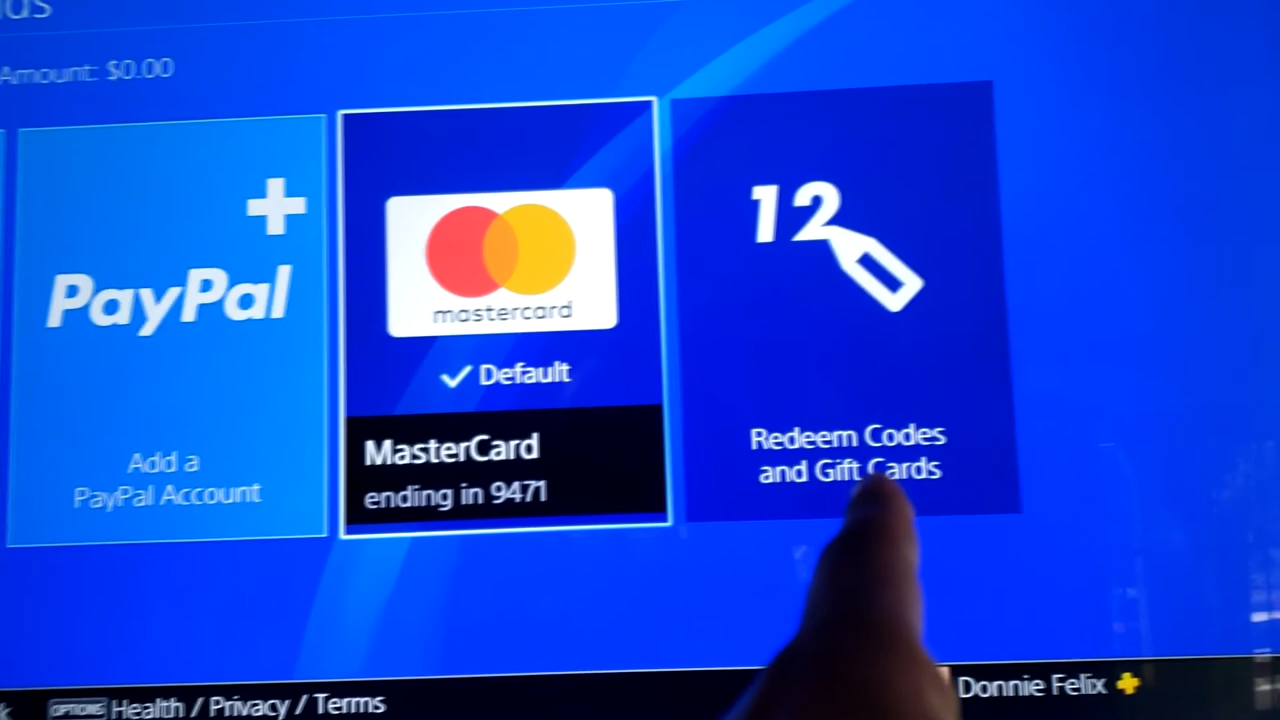 Amount: $0.00
PayPal
Add a
PayPal Account
mastercard
Default
MasterCard
ending in 9471
12
Redeem Codes
and Gift Cards
OPTIONS Health / Privacy / Terms
Donnie Felix